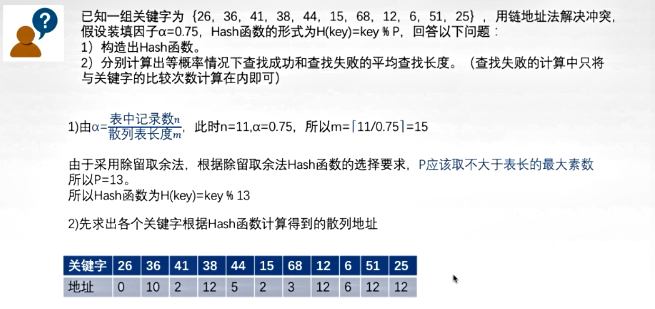 ?
已知一组关键字为 {26, 36, 41, 38, 44, 15, 68, 12, 6, 51, 25}, 用链地址法解决冲突,
假设装填因子α=0.75, Hash函数的形式为H(key)=key % P, 回答以下问题：
1) 构造出Hash函数。
2) 分别计算出等概率情况下查找成功和查找失败的平均查找长度。(查找失败的计算中只将
与关键字的比较次数计算在内即可)
1)由α=表中记录数n/散列表长度m, 此时n=11,α=0.75, 所以m=⌈11/0.75⌉=15
由于采用除留取余法, 根据除留取余法Hash函数的选择要求, P应该取不大于表长的最大素数
所以P=13。
所以Hash函数为H(key)=key % 13
2)先求出各个关键字根据Hash函数计算得到的散列地址
关键字 26 36 41 38 44 15 68 12 6 51 25
地址 0 10 2 12 5 2 3 12 6 12 12